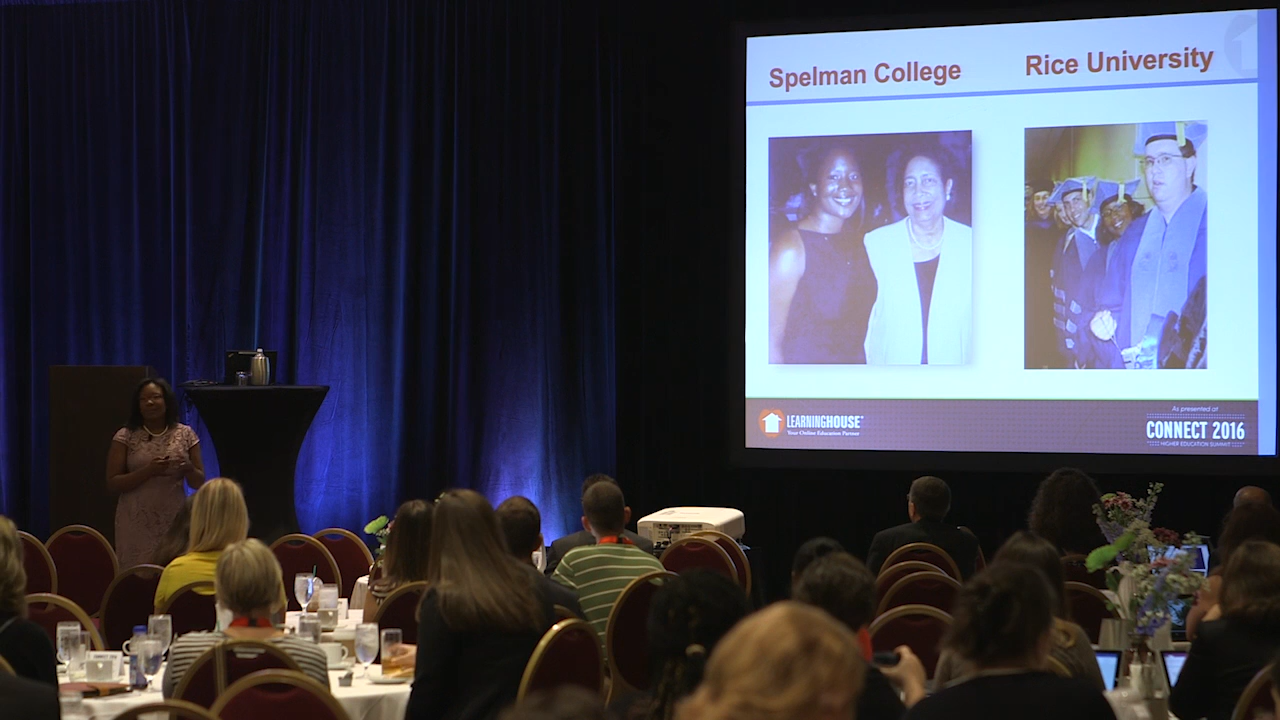 Spelman College
Rice University
LEARNINGHOUSE
Your Online Education Partner
As presented at
CONNECT 2016
HIGHER EDUCATION SUMMIT